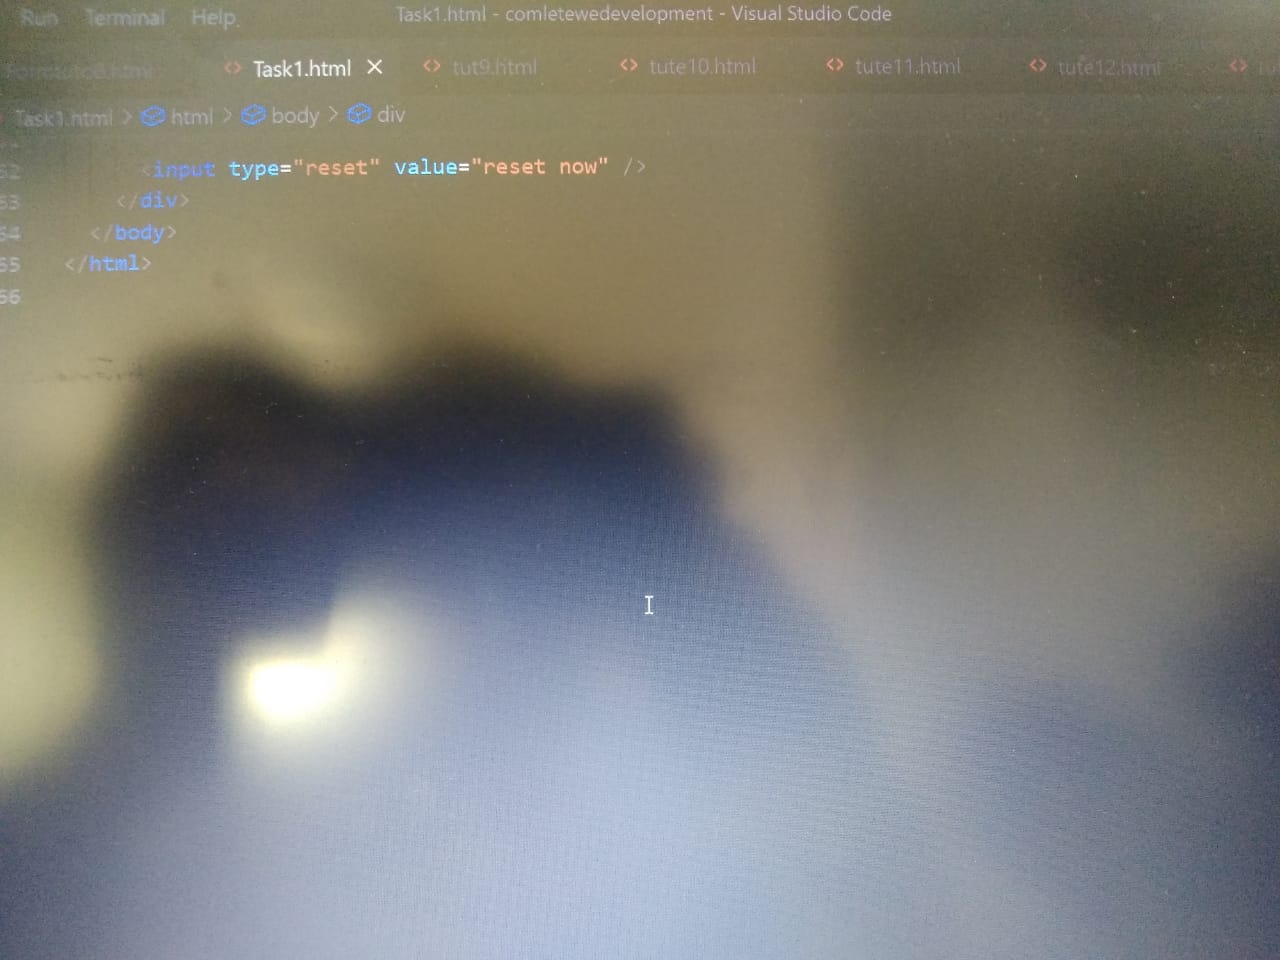 Run Terminal Help
Task1.html - comletewedevelopment - Visual Studio Code
Task1.html tut9.html tute10.html tute11.html tute12.html
Task1.html > html > body > div
52 <input type="reset" value="reset now" />
53 </div>
54 </body>
55 </html>
56